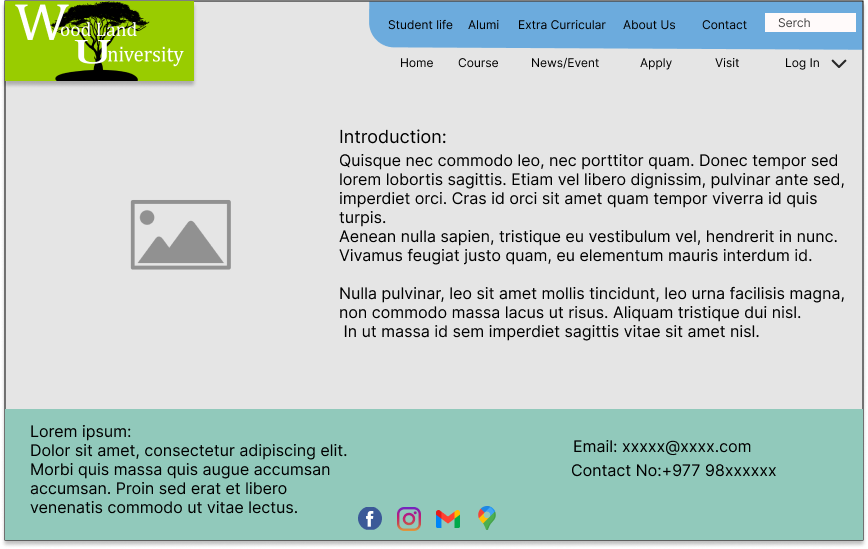 Wood Land
University
Student life Alumi Extra Curricular About Us Contact Serch
Home Course News/Event Apply Visit Log In
Introduction:
Quisque nec commodo leo, nec porttitor quam. Donec tempor sed
lorem lobortis sagittis. Etiam vel libero dignissim, pulvinar ante sed,
imperdiet orci. Cras id orci sit amet quam tempor viverra id quis
turpis.
Aenean nulla sapien, tristique eu vestibulum vel, hendrerit in nunc.
Vivamus feugiat justo quam, eu elementum mauris interdum id.
Nulla pulvinar, leo sit amet mollis tincidunt, leo urna facilisis magna,
non commodo massa lacus ut risus. Aliquam tristique dui nisl.
In ut massa id sem imperdiet sagittis vitae sit amet nisl.
Lorem ipsum:
Dolor sit amet, consectetur adipiscing elit.
Morbi quis massa quis augue accumsan
accumsan. Proin sed erat et libero
venenatis commodo ut vitae lectus.
Email: xxxxx@xxxx.com
Contact No:+977 98xxxxxx